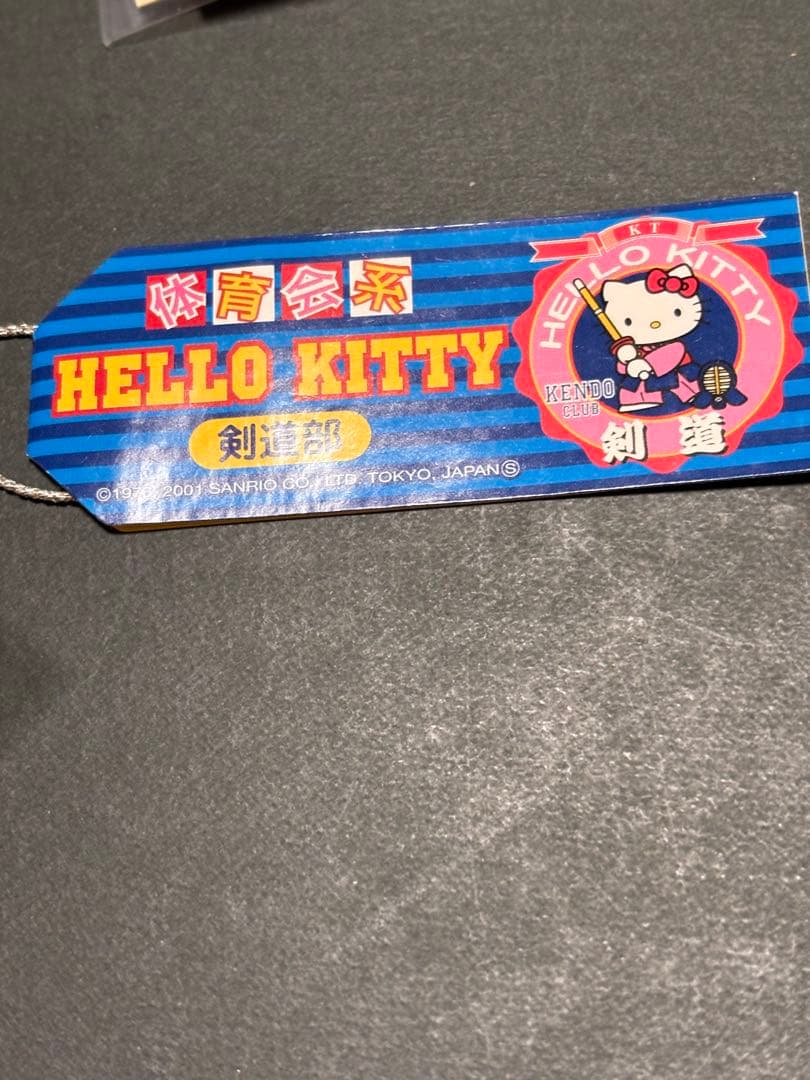 体育会系
HELLO KITTY
剣道部
©1976, 2001 SANRIO CO., LTD. TOKYO, JAPAN Ⓢ
KT
HELLO KITTY
KENDO
CLUB
剣道